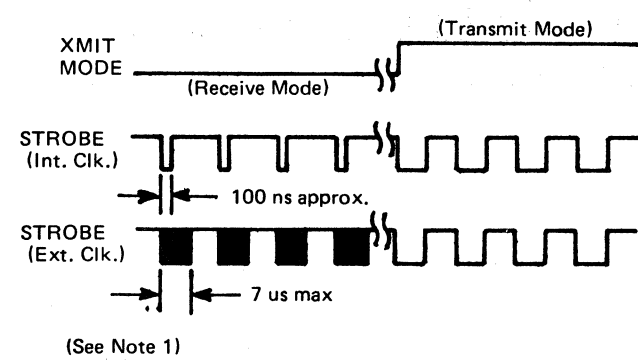 (Transmit Mode)
XMIT
MODE
(Receive Mode)
STROBE
(Int. Clk.)
100 ns approx.
STROBE
(Ext. Clk.)
7 us max
(See Note 1)